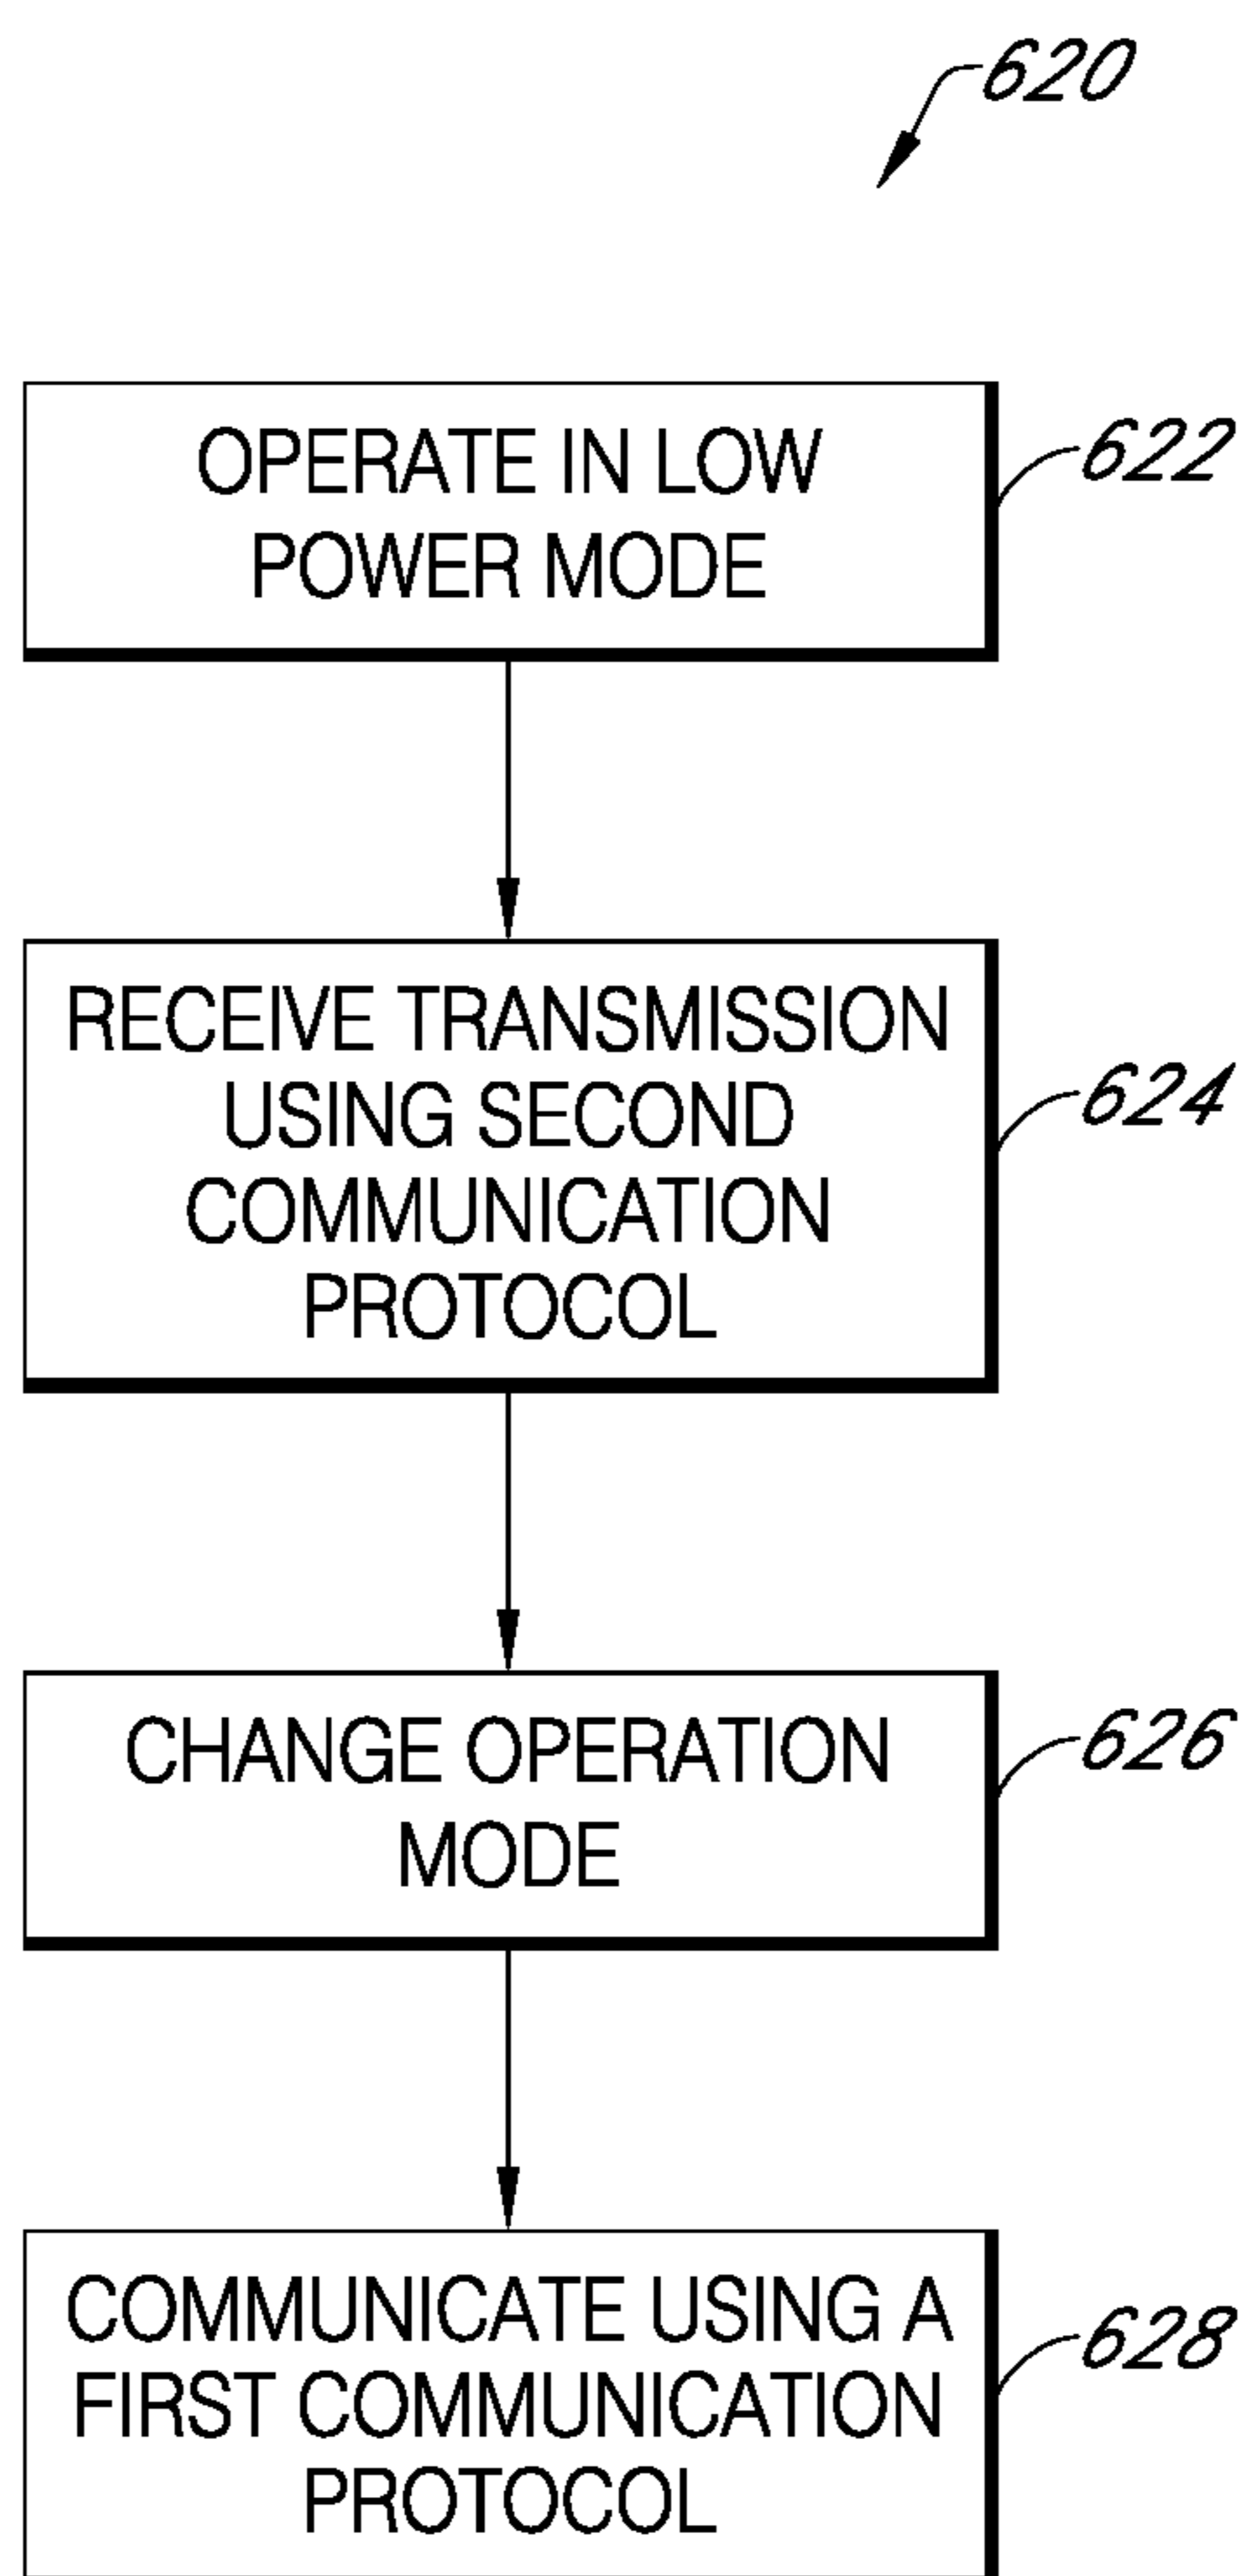 620
OPERATE IN LOW
POWER MODE
622
RECEIVE TRANSMISSION
USING SECOND
COMMUNICATION
PROTOCOL
624
CHANGE OPERATION
MODE
626
COMMUNICATE USING A
FIRST COMMUNICATION
PROTOCOL
628